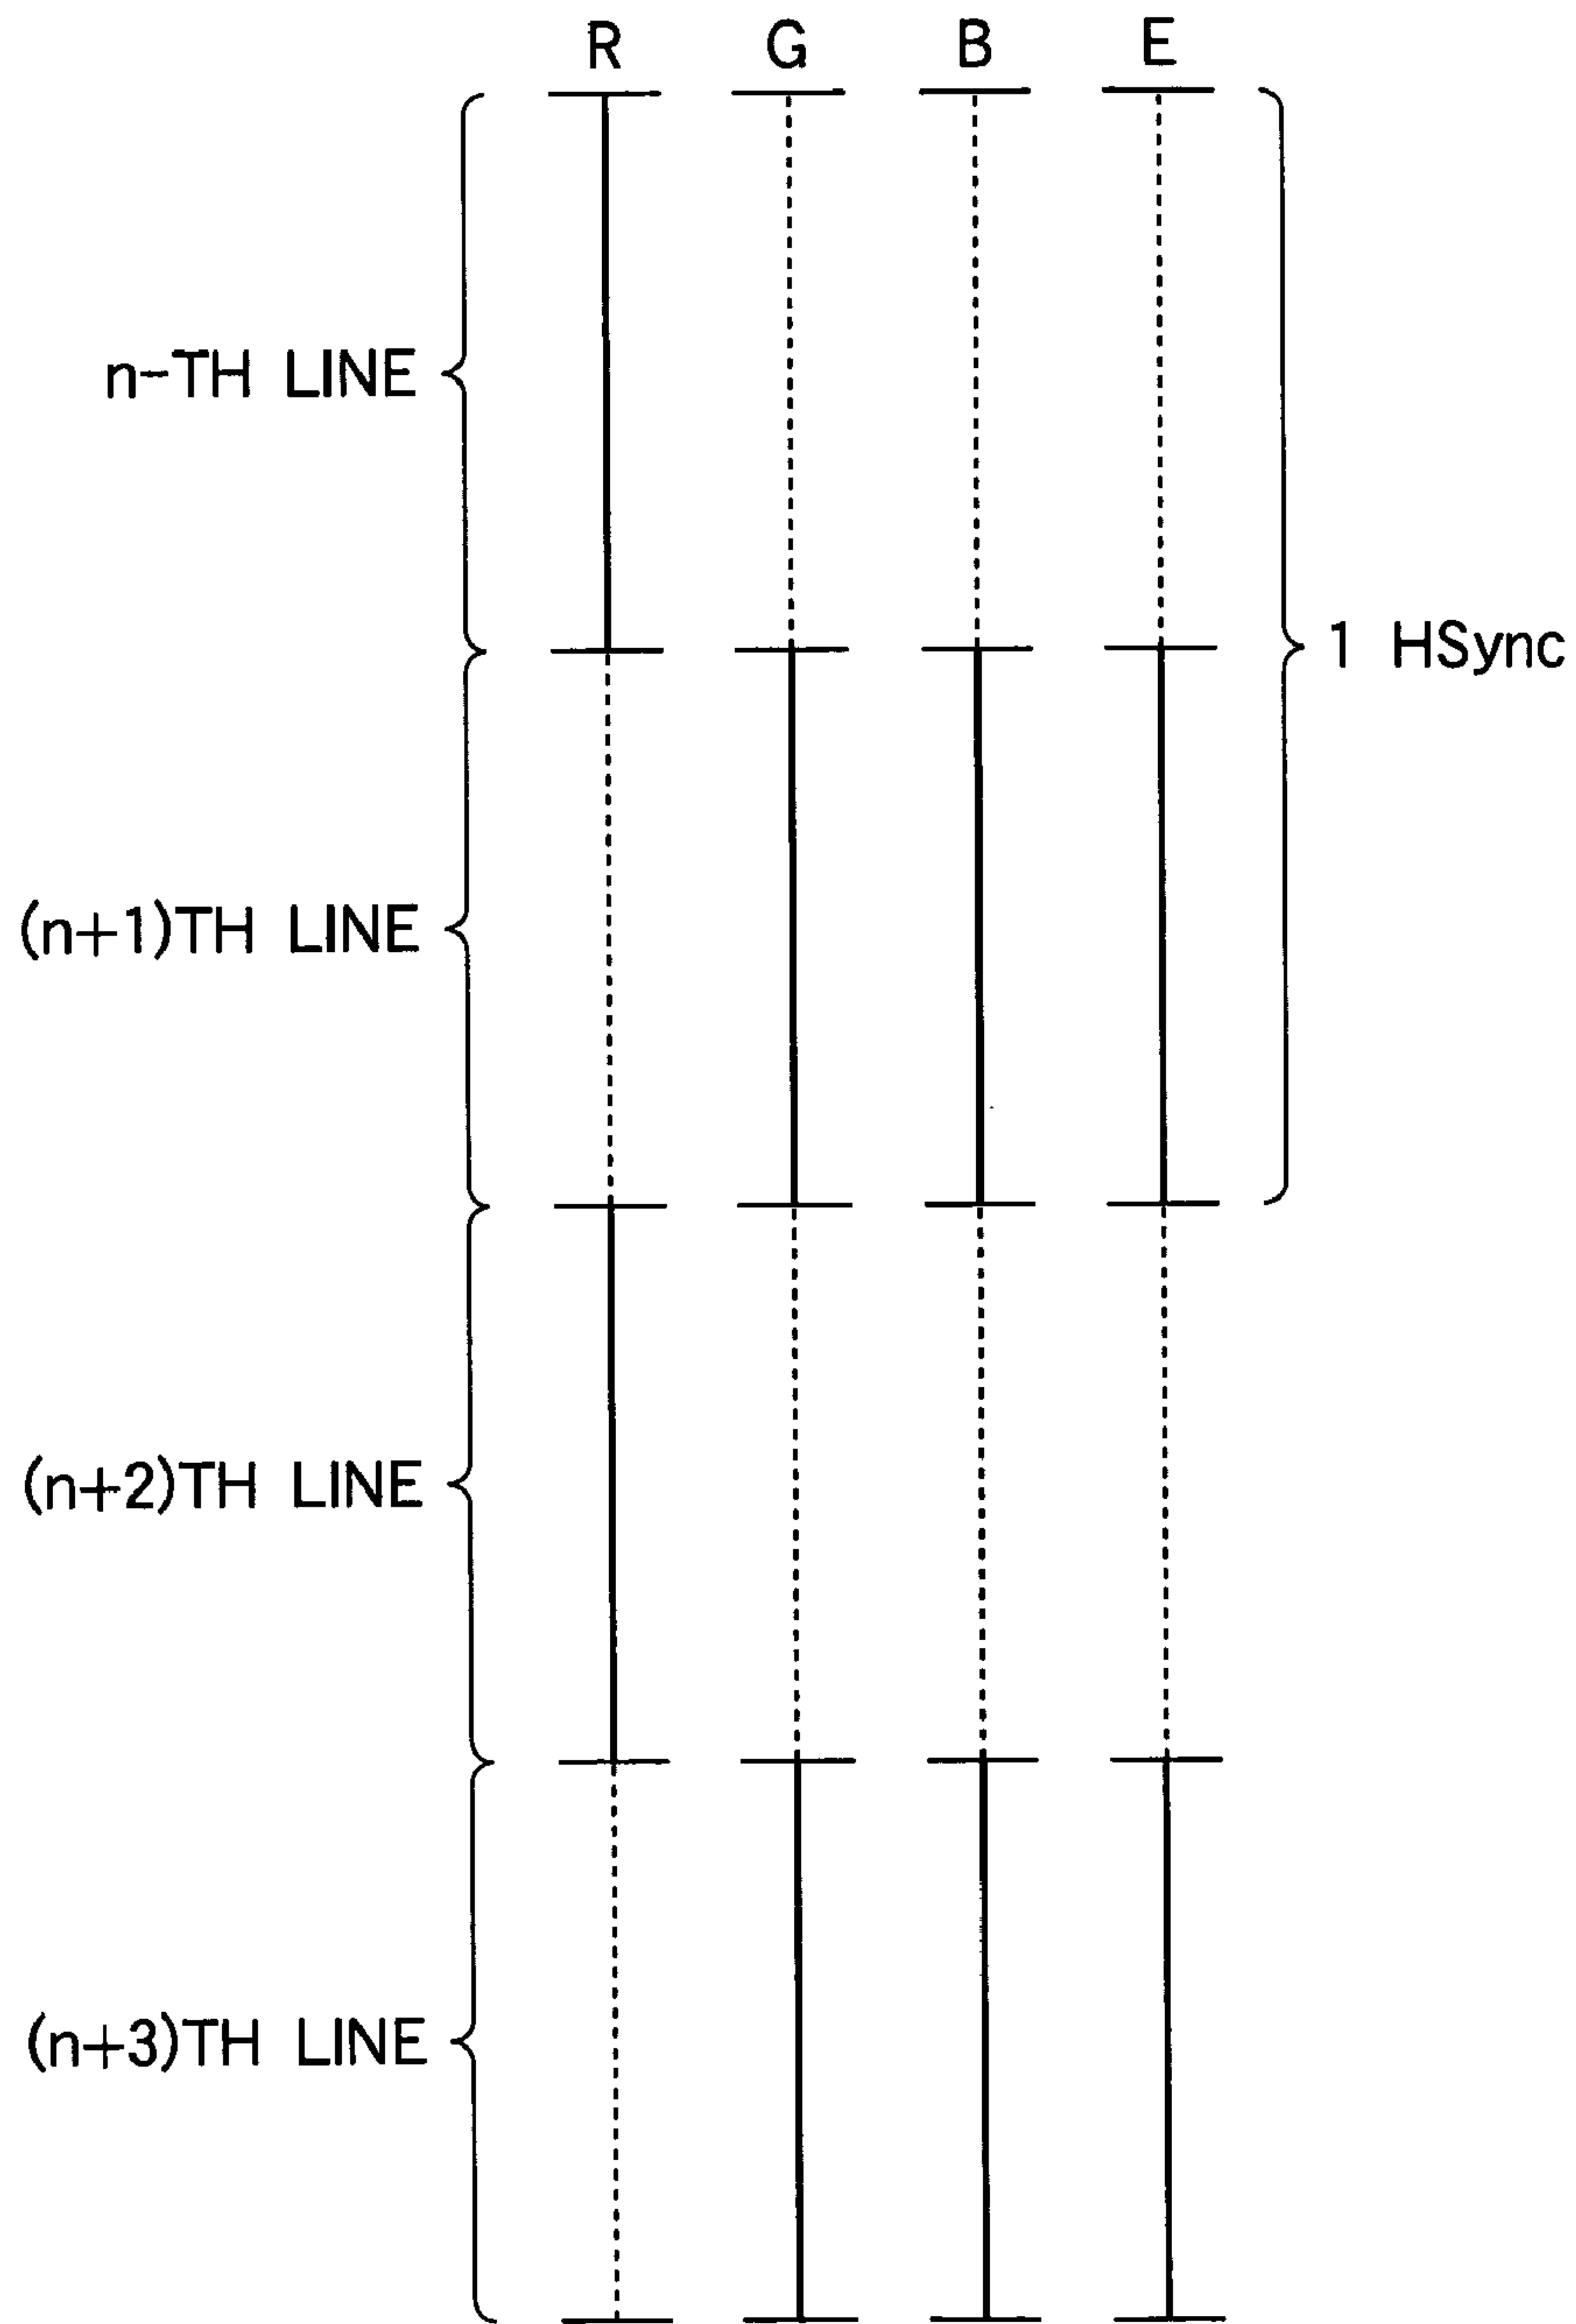 R G B E
n-TH LINE
1 HSync
(n+1)TH LINE
(n+2)TH LINE
(n+3)TH LINE